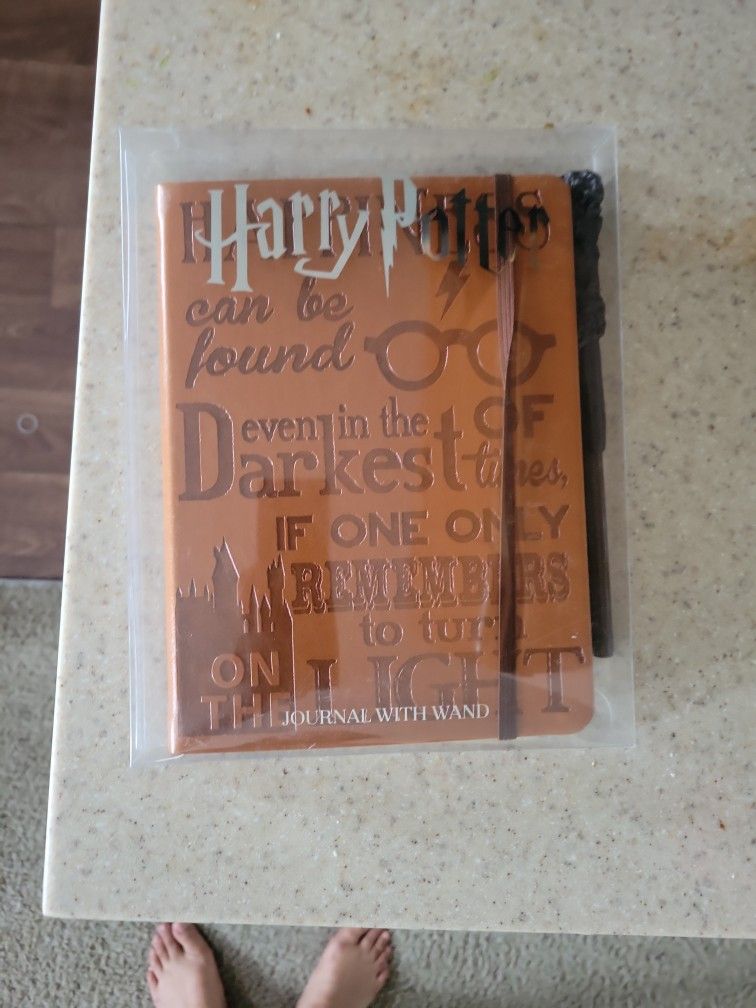 Harry Potter
HAPPINESS
can be
found
even in the
Darkest
OF
times,
IF ONE ONLY
REMEMBERS
to turn
ON
THE
LIGHT
JOURNAL WITH WAND